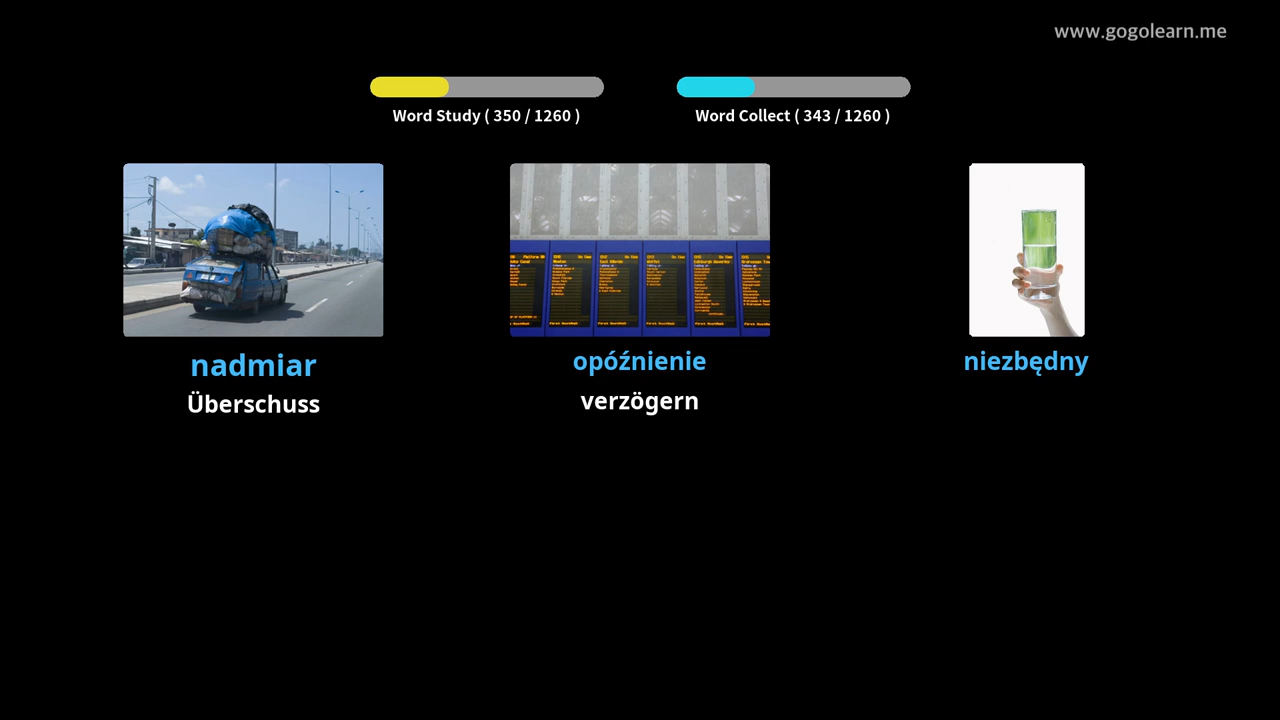 www.gogolearn.me
Word Study ( 350 / 1260 )
Word Collect ( 343 / 1260 )
nadmiar
opóźnienie
niezbędny
Überschuss
verzögern